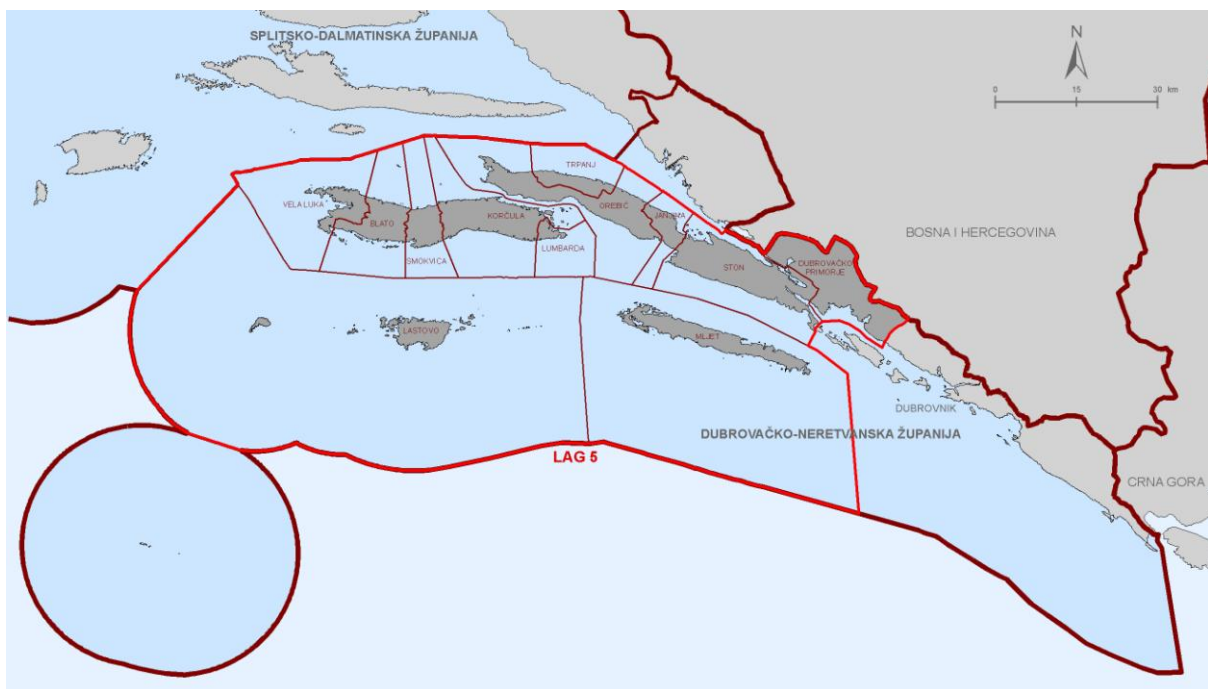 SPLITSKO-DALMATINSKA ŽUPANIJA
N
0 15 30 km
TRPANJ
VELA LUKA
OREBIĆ
KORČULA
JANJINA
BLATO
BOSNA I HERCEGOVINA
LUMBARDA
SMOKVICA
STON
DUBROVAČKO
PRIMORJE
LASTOVO
MLJET
DUBROVNIK
DUBROVAČKO-NERETVANSKA ŽUPANIJA
LAG 5
CRNA GORA